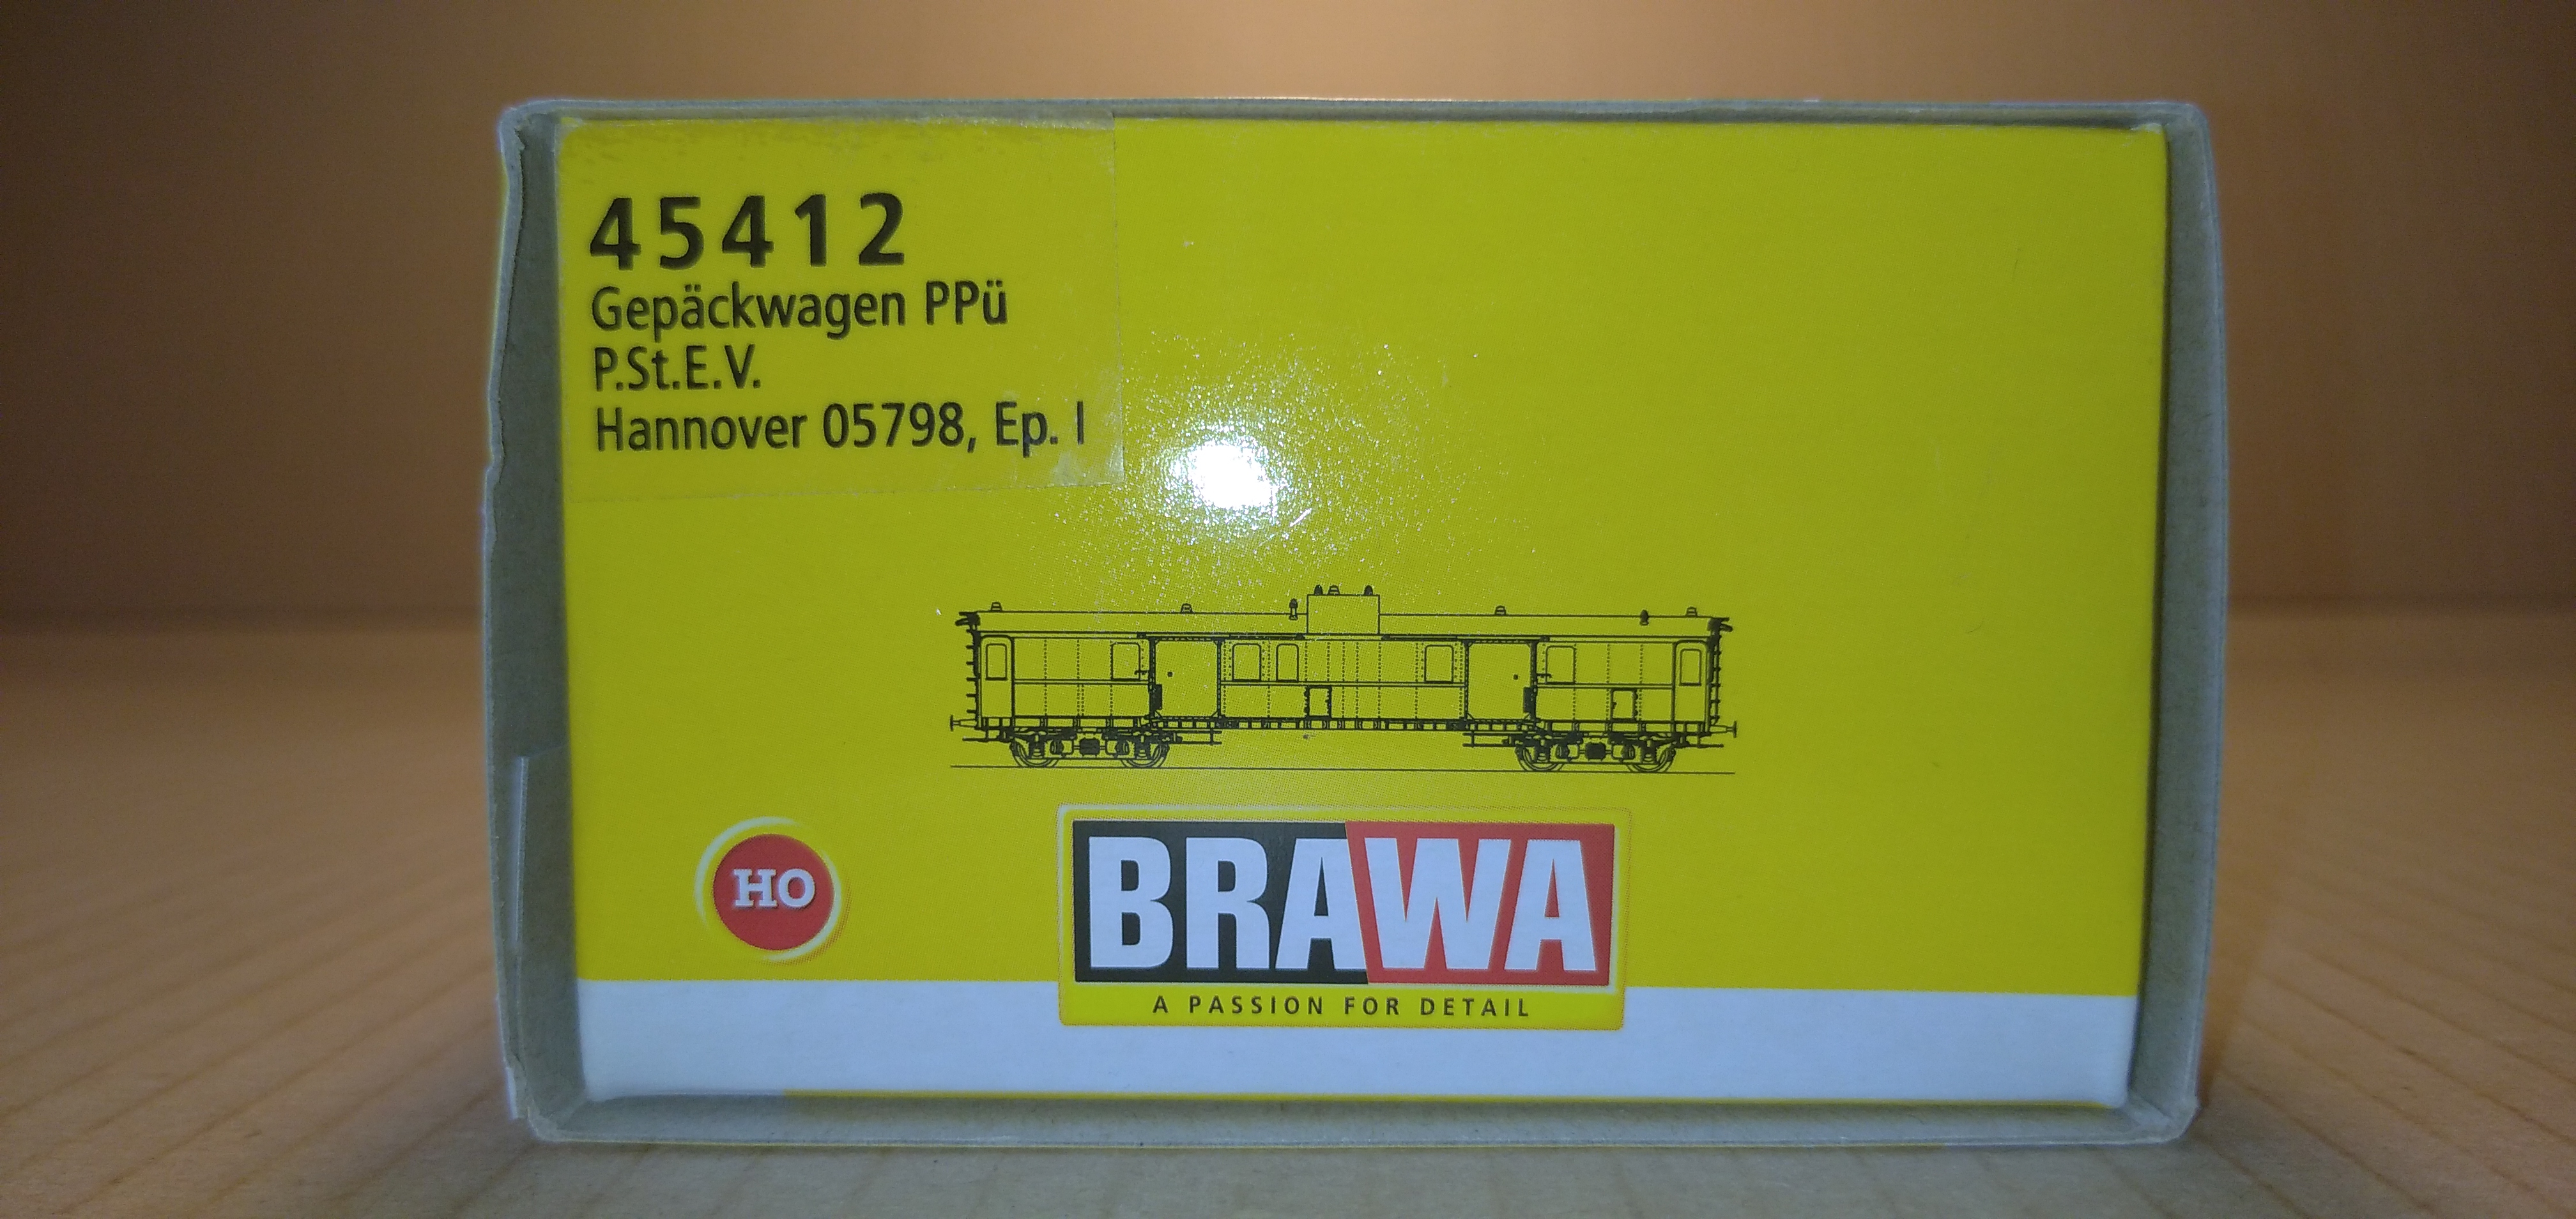 45412
Gepäckwagen PPü
P.St.E.V.
Hannover 05798, Ep. I
HO
BRAWA
A PASSION FOR DETAIL